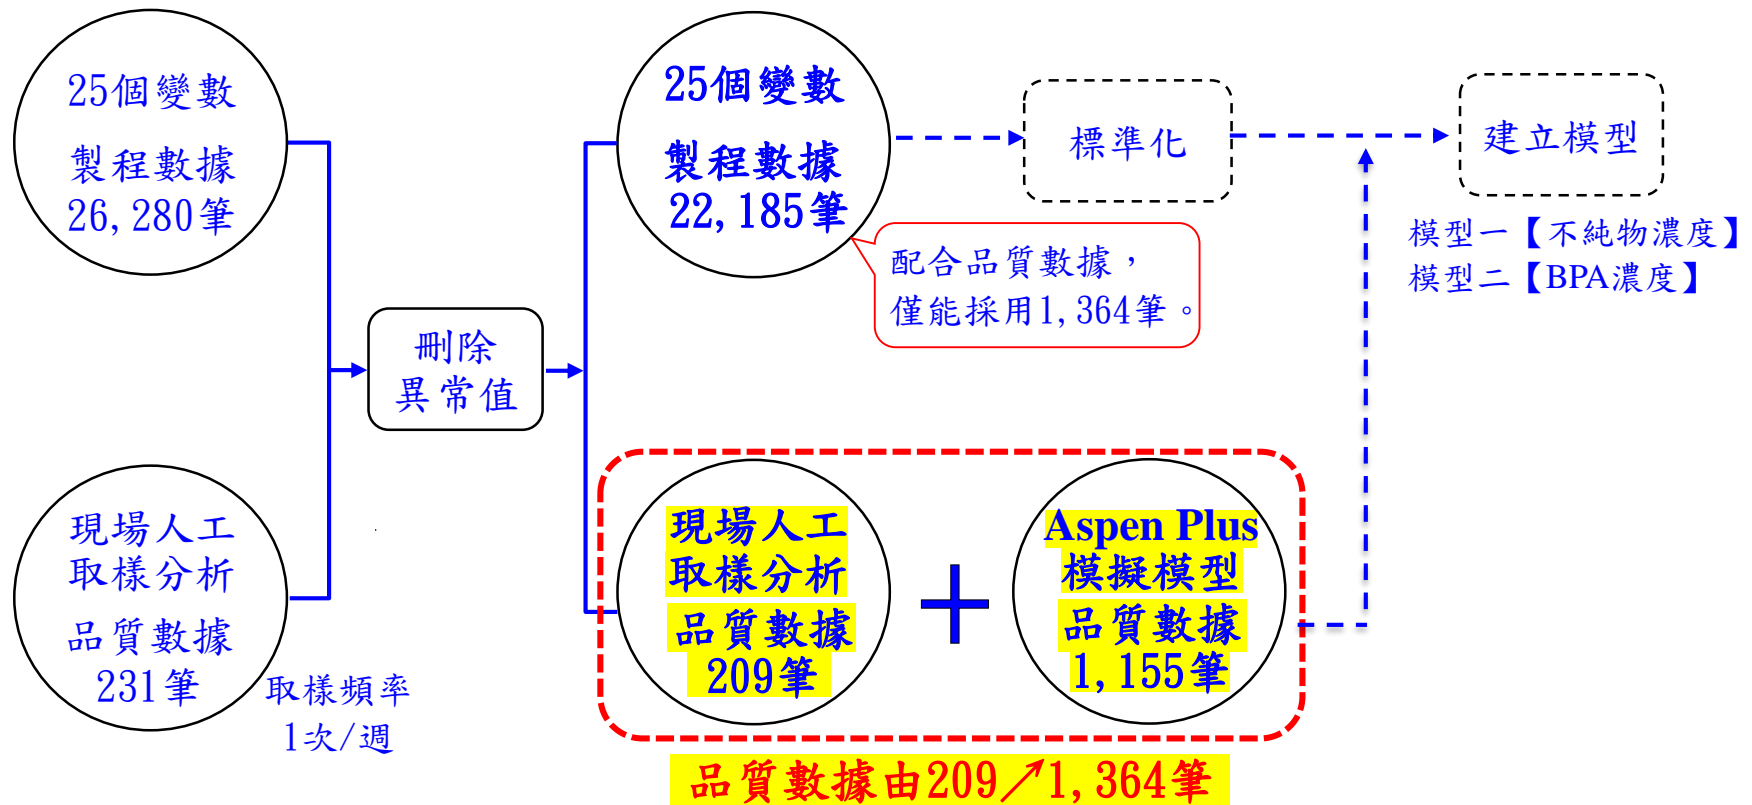 25個變數
製程數據
26,280筆
現場人工
取樣分析
品質數據
231筆
取樣頻率
1次/週
刪除
異常值
25個變數
製程數據
22,185筆
配合品質數據，
僅能採用1,364筆。
現場人工
取樣分析
品質數據
209筆
Aspen Plus
模擬模型
品質數據
1,155筆
品質數據由209↗1,364筆
標準化
建立模型
模型一【不純物濃度】
模型二【BPA濃度】